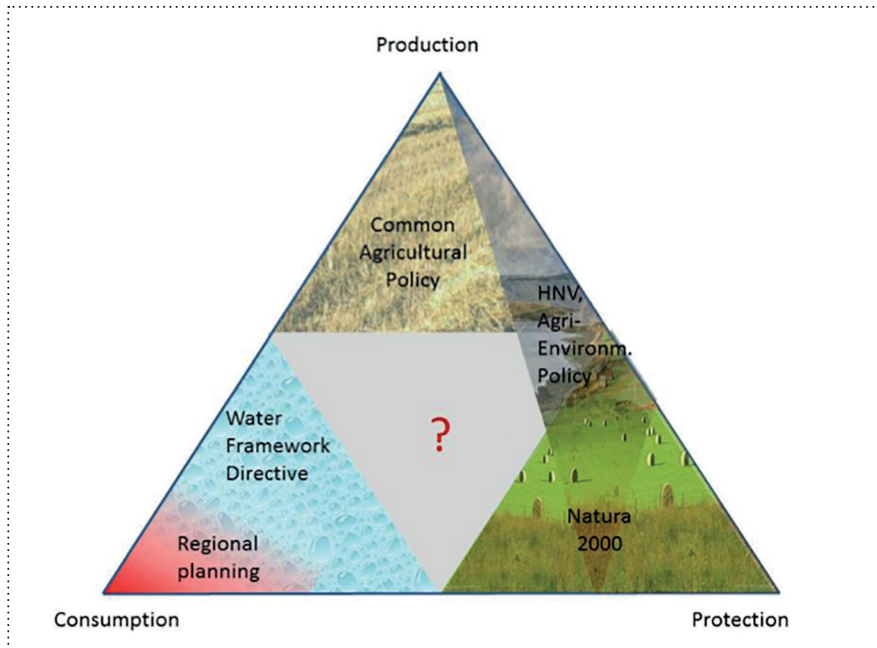 Production
Common
Agricultural
Policy
HNV,
Agri-
Environm.
Policy
Water
Framework
Directive
?
Natura
2000
Regional
planning
Consumption
Protection